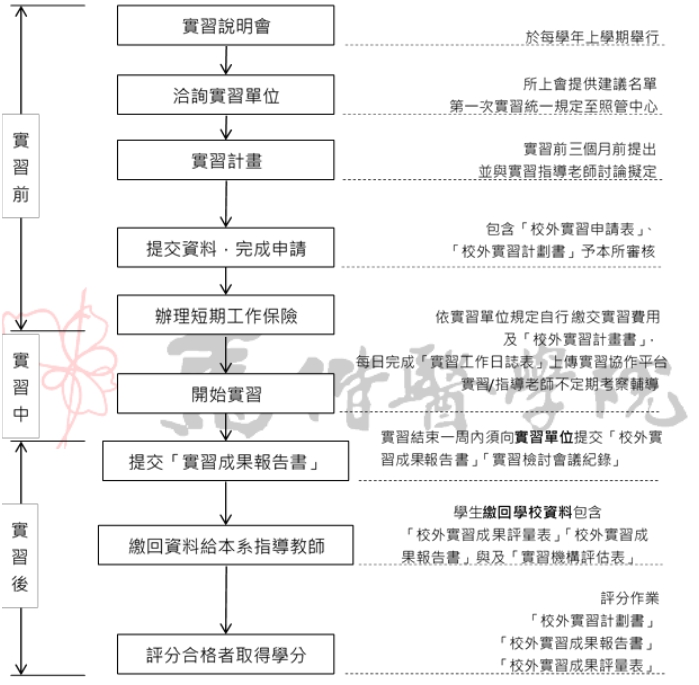 實習說明會
於每學年上學期舉行
洽詢實習單位
所上會提供建議名單
第一次實習統一規定至照管中心
實習前
實習計畫
實習前三個月前提出
並與實習指導老師討論擬定
提交資料．完成申請
包含「校外實習申請表」、
「校外實習計劃書」予本所審核
辦理短期工作保險
依實習單位規定自行繳交實習費用
及「校外實習計畫書」．
每日完成「實習工作日誌表」上傳實習協作平台
實習/指導老師不定期考察輔導
實習中
開始實習
馬偕醫學院
實習結束一周內須向實習單位提交「校外實
習成果報告書」「實習檢討會議紀錄」
提交「實習成果報告書」
實習後
學生繳回學校資料包含
「校外實習成果評量表」「校外實習成
果報告書」與及「實習機構評估表」
繳回資料給本系指導教師
評分作業
「校外實習計劃書」
「校外實習成果報告書」
「校外實習成果評量表」
評分合格者取得學分